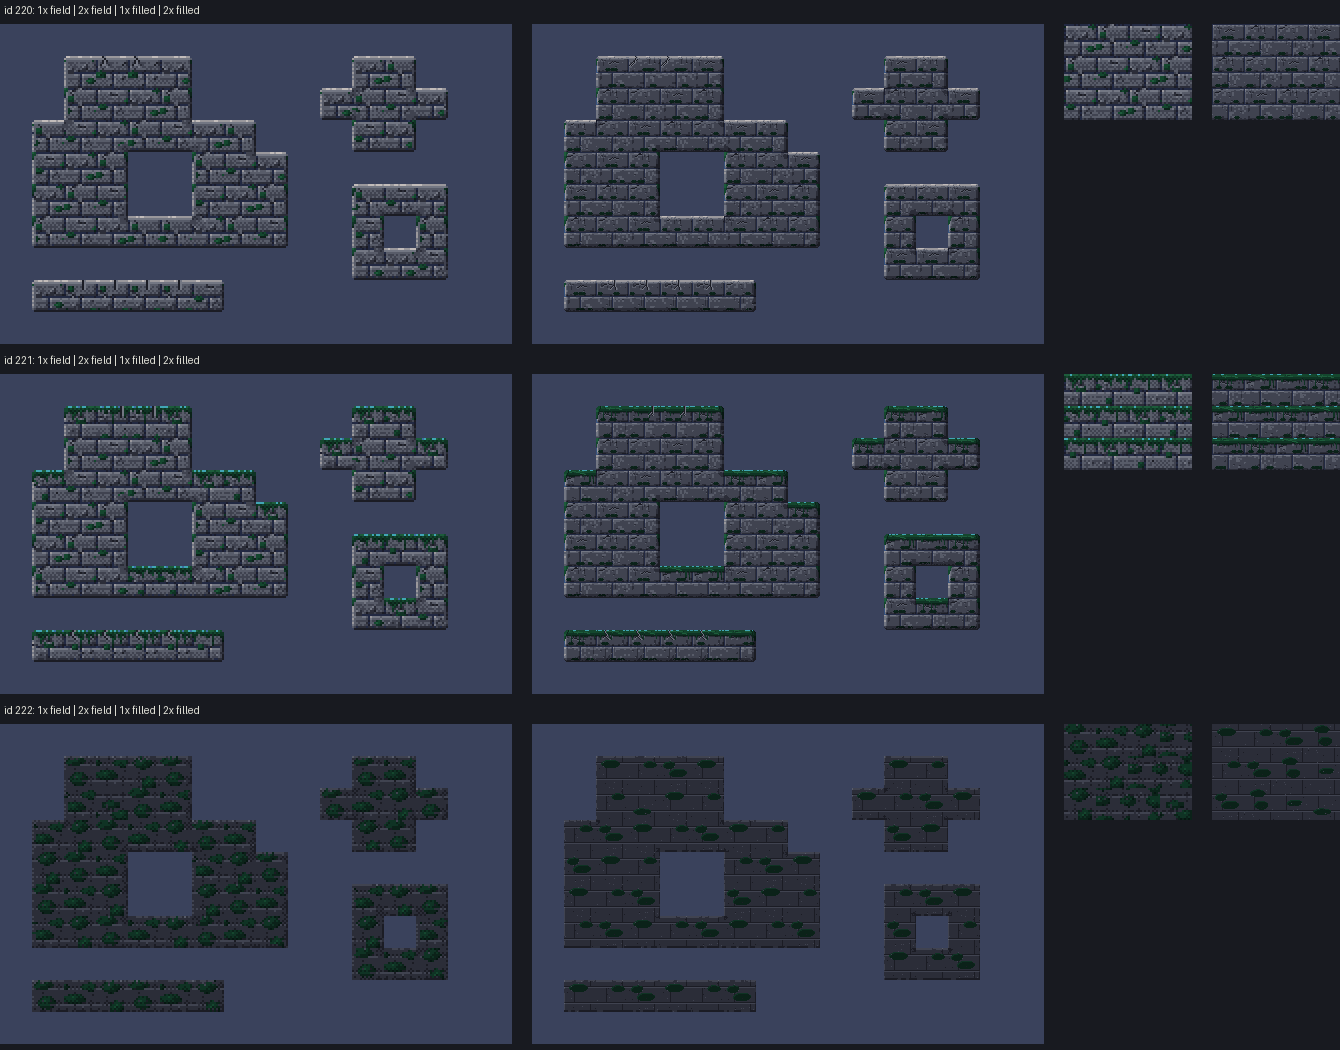 id 220: 1x field | 2x field | 1x filled | 2x filled
id 221: 1x field | 2x field | 1x filled | 2x filled
id 222: 1x field | 2x field | 1x filled | 2x filled